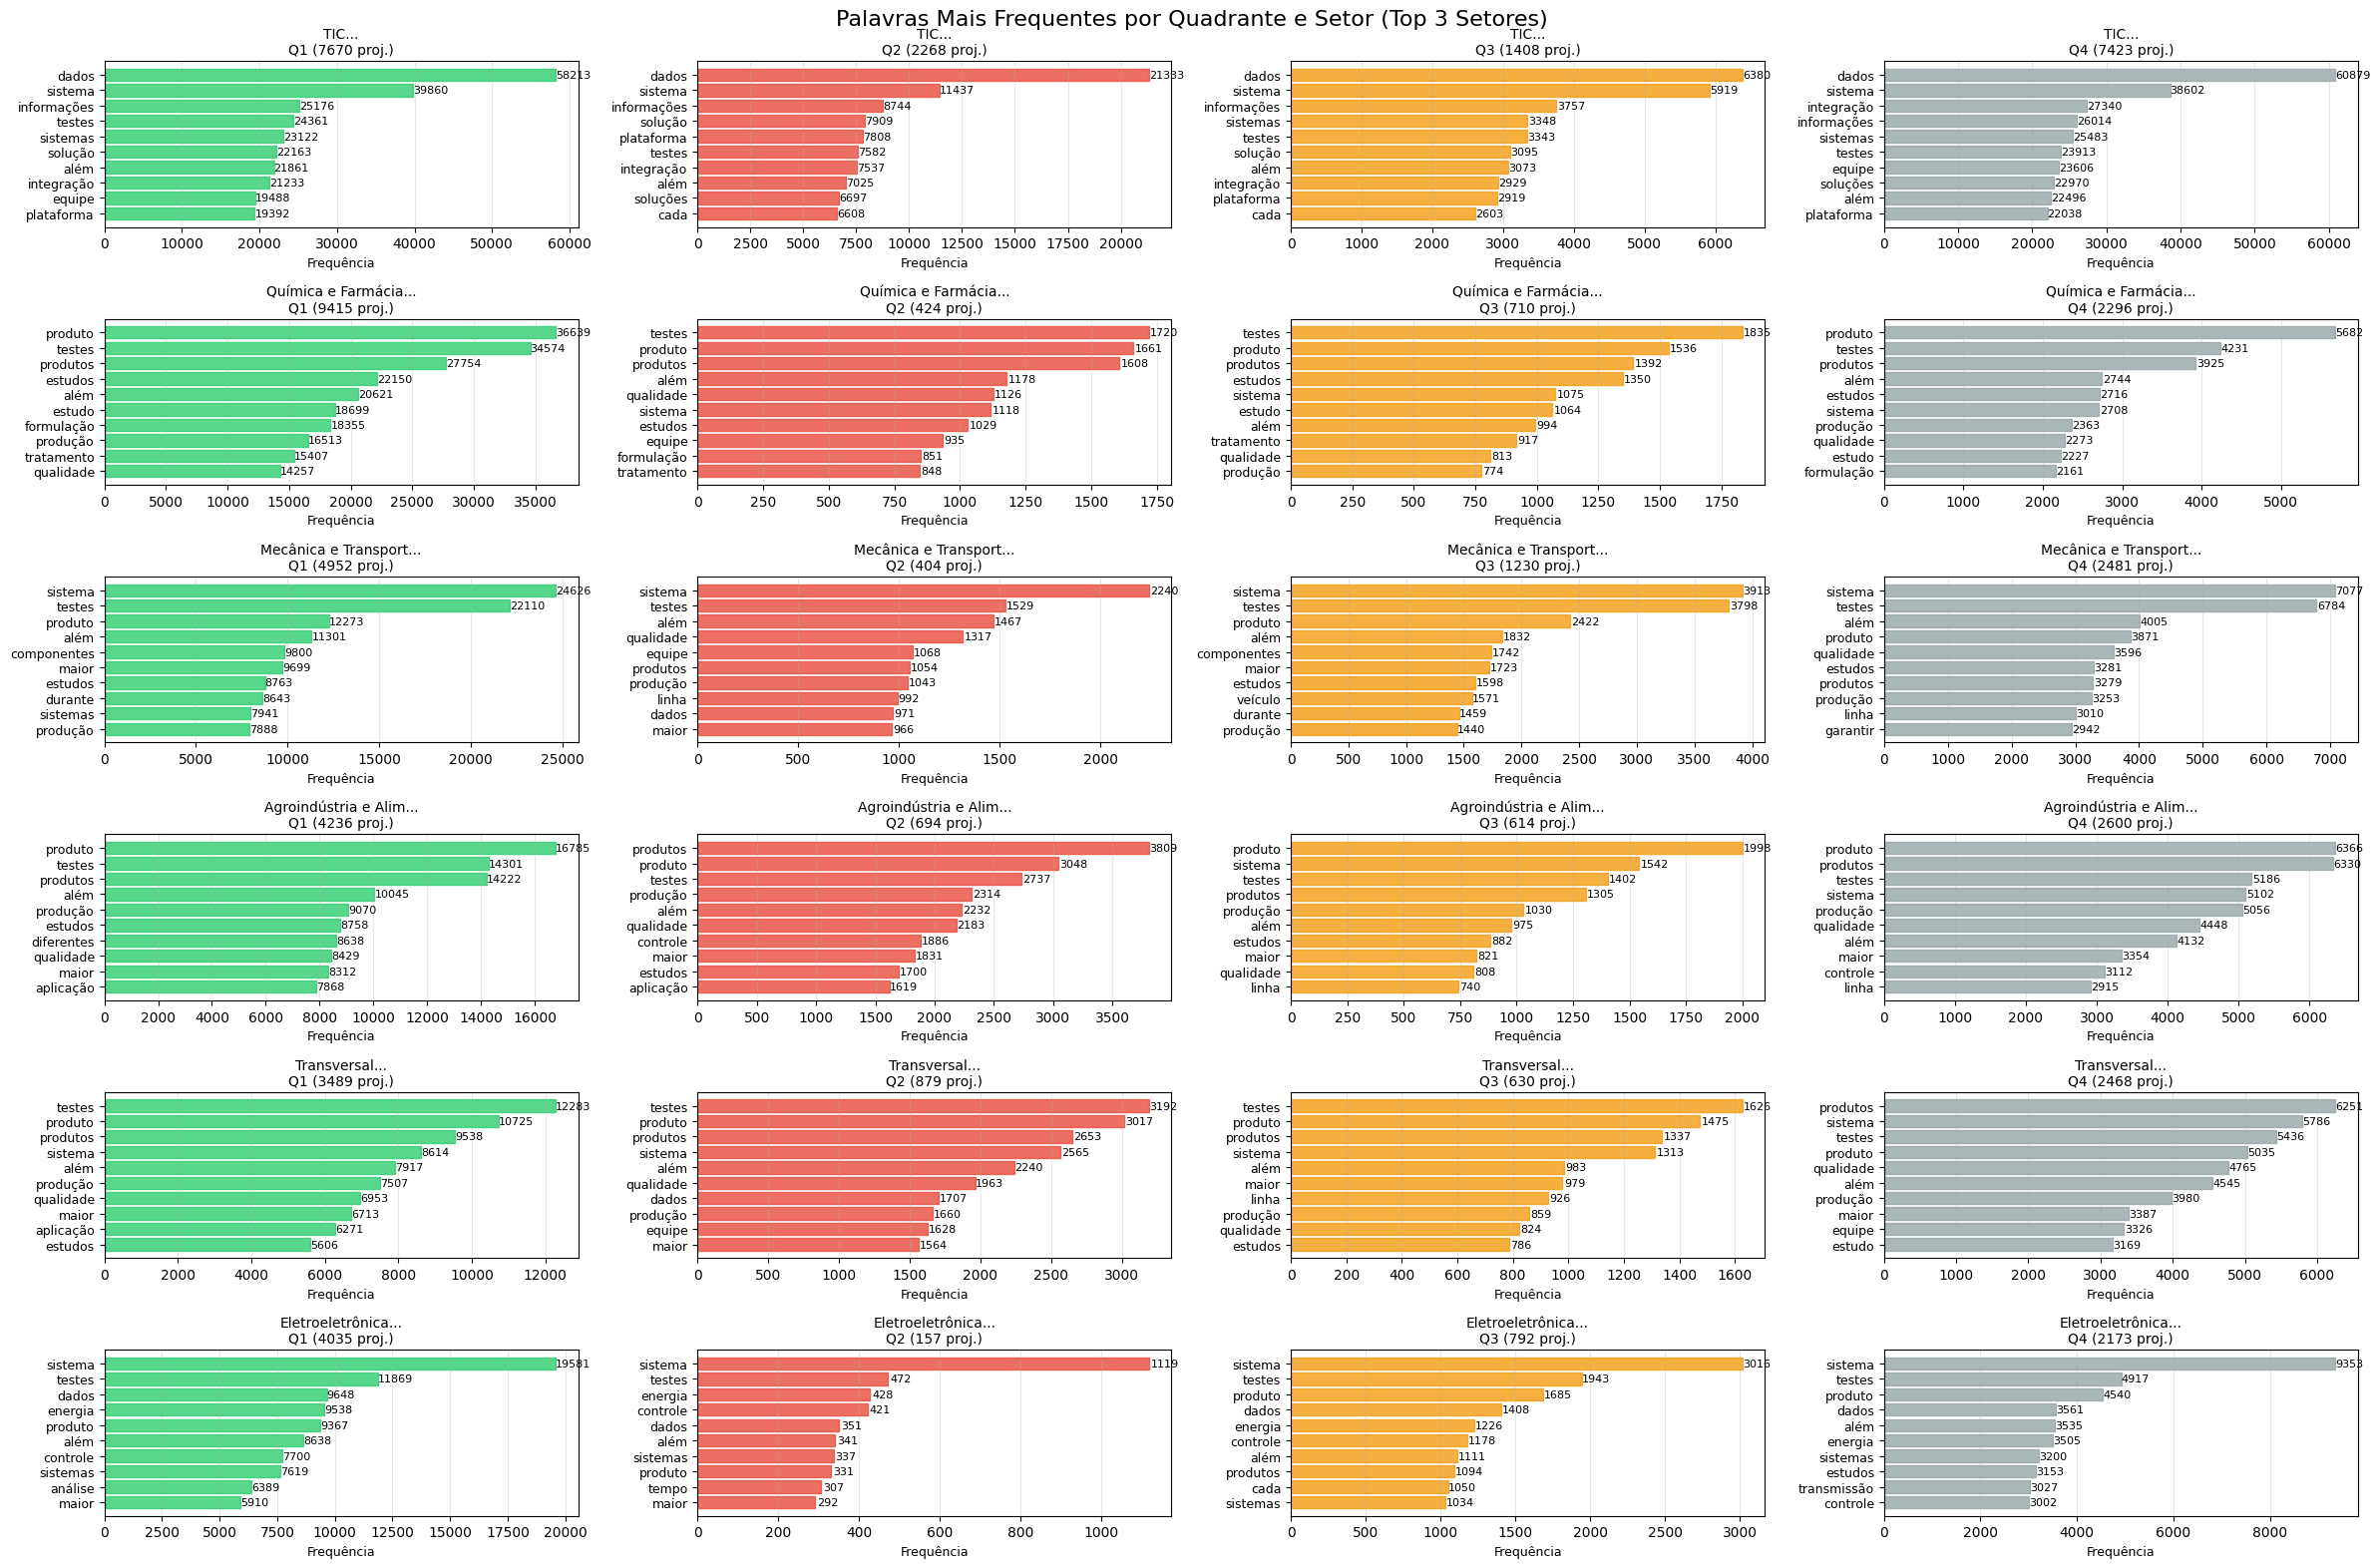 Palavras Mais Frequentes por Quadrante e Setor (Top 3 Setores)
TIC...
Q1 (7670 proj.)
dados 58213
sistema 39860
informações 25176
testes 24361
sistemas 23122
solução 22163
além 21861
integração 21233
equipe 19488
plataforma 19392
0 10000 20000 30000 40000 50000 60000
Frequência
TIC...
Q2 (2268 proj.)
dados 21333
sistema 11437
informações 8744
solução 7909
plataforma 7808
testes 7582
integração 7537
além 7025
soluções 6697
cada 6608
0 2500 5000 7500 10000 12500 15000 17500 20000
Frequência
TIC...
Q3 (1408 proj.)
dados 6380
sistema 5919
informações 3757
sistemas 3348
testes 3343
solução 3095
além 3073
integração 2929
plataforma 2919
cada 2603
0 1000 2000 3000 4000 5000 6000
Frequência
TIC...
Q4 (7423 proj.)
dados 60879
sistema 38602
integração 27340
informações 26014
sistemas 25483
testes 23913
equipe 23606
soluções 22970
além 22496
plataforma 22038
0 10000 20000 30000 40000 50000 60000
Frequência
Química e Farmácia...
Q1 (9415 proj.)
produto 36639
testes 34574
produtos 27754
estudos 22150
além 20621
estudo 18699
formulação 18355
produção 16513
tratamento 15407
qualidade 14257
0 5000 10000 15000 20000 25000 30000 35000
Frequência
Química e Farmácia...
Q2 (424 proj.)
testes 1720
produto 1661
produtos 1608
além 1178
qualidade 1126
sistema 1118
estudos 1029
equipe 935
formulação 851
tratamento 848
0 250 500 750 1000 1250 1500 1750
Frequência
Química e Farmácia...
Q3 (710 proj.)
testes 1835
produto 1536
produtos 1392
estudos 1350
sistema 1075
estudo 1064
além 994
tratamento 917
qualidade 813
produção 774
0 250 500 750 1000 1250 1500 1750
Frequência
Química e Farmácia...
Q4 (2296 proj.)
produto 5682
testes 4231
produtos 3925
além 2744
estudos 2716
sistema 2708
produção 2363
qualidade 2273
estudo 2227
formulação 2161
0 1000 2000 3000 4000 5000
Frequência
Mecânica e Transport...
Q1 (4952 proj.)
sistema 24626
testes 22110
produto 12273
além 11301
componentes 9800
maior 9699
estudos 8763
durante 8643
sistemas 7941
produção 7888
0 5000 10000 15000 20000 25000
Frequência
Mecânica e Transport...
Q2 (404 proj.)
sistema 2240
testes 1529
além 1467
qualidade 1317
equipe 1068
produtos 1054
produção 1043
linha 992
dados 971
maior 966
0 500 1000 1500 2000
Frequência
Mecânica e Transport...
Q3 (1230 proj.)
sistema 3913
testes 3798
produto 2422
além 1832
componentes 1742
maior 1723
estudos 1598
veículo 1571
durante 1459
produção 1440
0 500 1000 1500 2000 2500 3000 3500 4000
Frequência
Mecânica e Transport...
Q4 (2481 proj.)
sistema 7077
testes 6784
além 4005
produto 3871
qualidade 3596
estudos 3281
produtos 3279
produção 3253
linha 3010
garantir 2942
0 1000 2000 3000 4000 5000 6000 7000
Frequência
Agroindústria e Alim...
Q1 (4236 proj.)
produto 16785
testes 14301
produtos 14222
além 10045
produção 9070
estudos 8758
diferentes 8638
qualidade 8429
maior 8312
aplicação 7868
0 2000 4000 6000 8000 10000 12000 14000 16000
Frequência
Agroindústria e Alim...
Q2 (694 proj.)
produtos 3809
produto 3048
testes 2737
produção 2314
além 2232
qualidade 2183
controle 1886
maior 1831
estudos 1700
aplicação 1619
0 500 1000 1500 2000 2500 3000 3500
Frequência
Agroindústria e Alim...
Q3 (614 proj.)
produto 1998
sistema 1542
testes 1402
produtos 1305
produção 1030
além 975
estudos 882
maior 821
qualidade 808
linha 740
0 250 500 750 1000 1250 1500 1750 2000
Frequência
Agroindústria e Alim...
Q4 (2600 proj.)
produto 6366
produtos 6330
testes 5186
sistema 5102
produção 5056
qualidade 4448
além 4132
maior 3354
controle 3112
linha 2915
0 1000 2000 3000 4000 5000 6000
Frequência
Transversal...
Q1 (3489 proj.)
testes 12283
produto 10725
produtos 9538
sistema 8614
além 7917
produção 7507
qualidade 6953
maior 6713
aplicação 6271
estudos 5606
0 2000 4000 6000 8000 10000 12000
Frequência
Transversal...
Q2 (879 proj.)
testes 3192
produto 3017
produtos 2653
sistema 2565
além 2240
qualidade 1963
dados 1707
produção 1660
equipe 1628
maior 1564
0 500 1000 1500 2000 2500 3000
Frequência
Transversal...
Q3 (630 proj.)
testes 1626
produto 1475
produtos 1337
sistema 1313
além 983
maior 979
linha 926
produção 859
qualidade 824
estudos 786
0 200 400 600 800 1000 1200 1400 1600
Frequência
Transversal...
Q4 (2468 proj.)
produtos 6251
sistema 5786
testes 5436
produto 5035
qualidade 4765
além 4545
produção 3980
maior 3387
equipe 3326
estudo 3169
0 1000 2000 3000 4000 5000 6000
Frequência
Eletroeletrônica...
Q1 (4035 proj.)
sistema 19581
testes 11869
dados 9648
energia 9538
produto 9367
além 8638
controle 7700
sistemas 7619
análise 6389
maior 5910
0 2500 5000 7500 10000 12500 15000 17500 20000
Frequência
Eletroeletrônica...
Q2 (157 proj.)
sistema 1119
testes 472
energia 428
controle 421
dados 351
além 341
sistemas 337
produto 331
tempo 307
maior 292
0 200 400 600 800 1000
Frequência
Eletroeletrônica...
Q3 (792 proj.)
sistema 3016
testes 1943
produto 1685
dados 1408
energia 1226
controle 1178
além 1111
produtos 1094
cada 1050
sistemas 1034
0 500 1000 1500 2000 2500 3000
Frequência
Eletroeletrônica...
Q4 (2173 proj.)
sistema 9353
testes 4917
produto 4540
dados 3561
além 3535
energia 3505
sistemas 3200
estudos 3153
transmissão 3027
controle 3002
0 2000 4000 6000 8000
Frequência